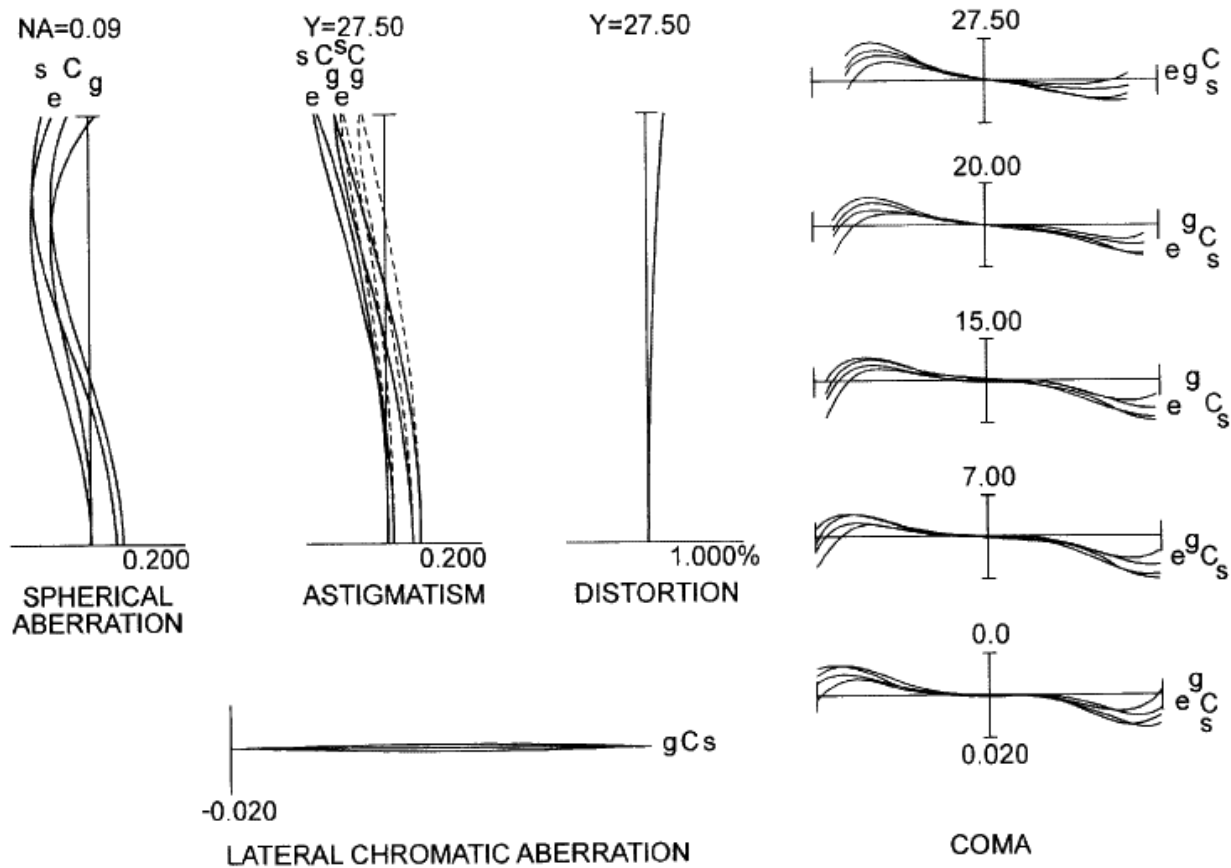 NA=0.09
s C g
e
0.200
SPHERICAL
ABERRATION
Y=27.50
s C s C
g g
e e
0.200
ASTIGMATISM
Y=27.50
1.000%
DISTORTION
g C s
-0.020
LATERAL CHROMATIC ABERRATION
27.50
e g C
s
20.00
g C
e s
15.00
g
e C s
7.00
e g C s
0.0
g
e C
s
0.020
COMA